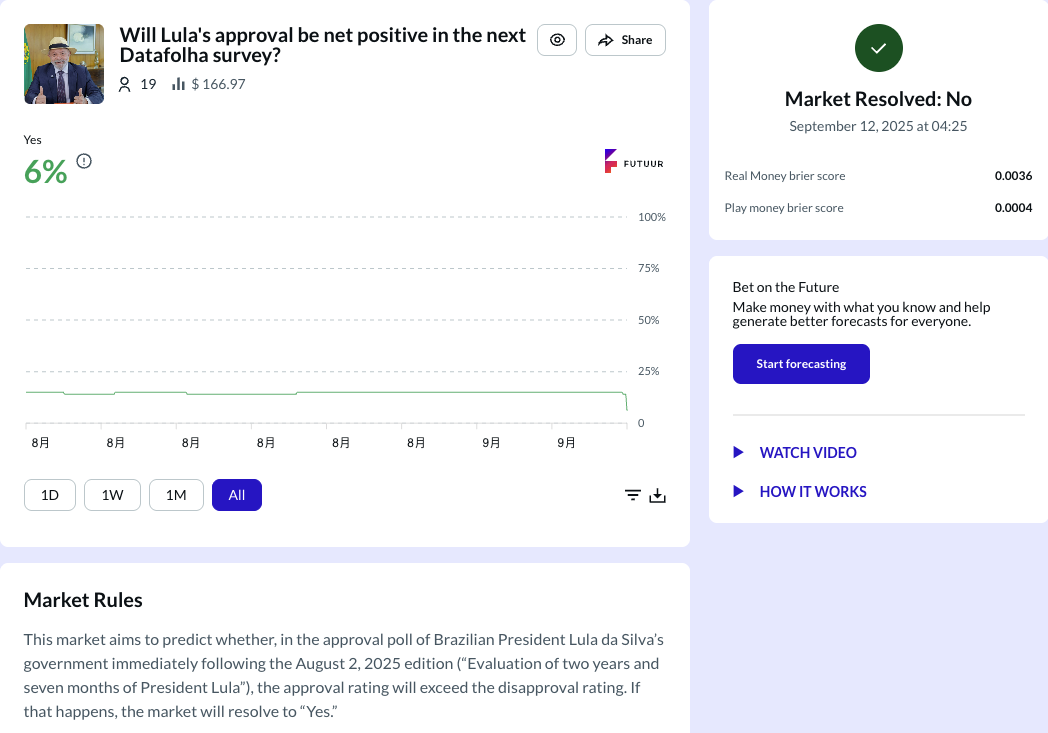 Will Lula's approval be net positive in the next
Datafolha survey?
19 $ 166.97
Share
Yes
6%
FUTUUR
100%
75%
50%
25%
0
8月 8月 8月 8月 8月 8月 9月 9月
1D 1W 1M All
Market Rules
This market aims to predict whether, in the approval poll of Brazilian President Lula da Silva’s
government immediately following the August 2, 2025 edition (“Evaluation of two years and
seven months of President Lula”), the approval rating will exceed the disapproval rating. If
that happens, the market will resolve to “Yes.”
Market Resolved: No
September 12, 2025 at 04:25
Real Money brier score 0.0036
Play money brier score 0.0004
Bet on the Future
Make money with what you know and help
generate better forecasts for everyone.
Start forecasting
WATCH VIDEO
HOW IT WORKS